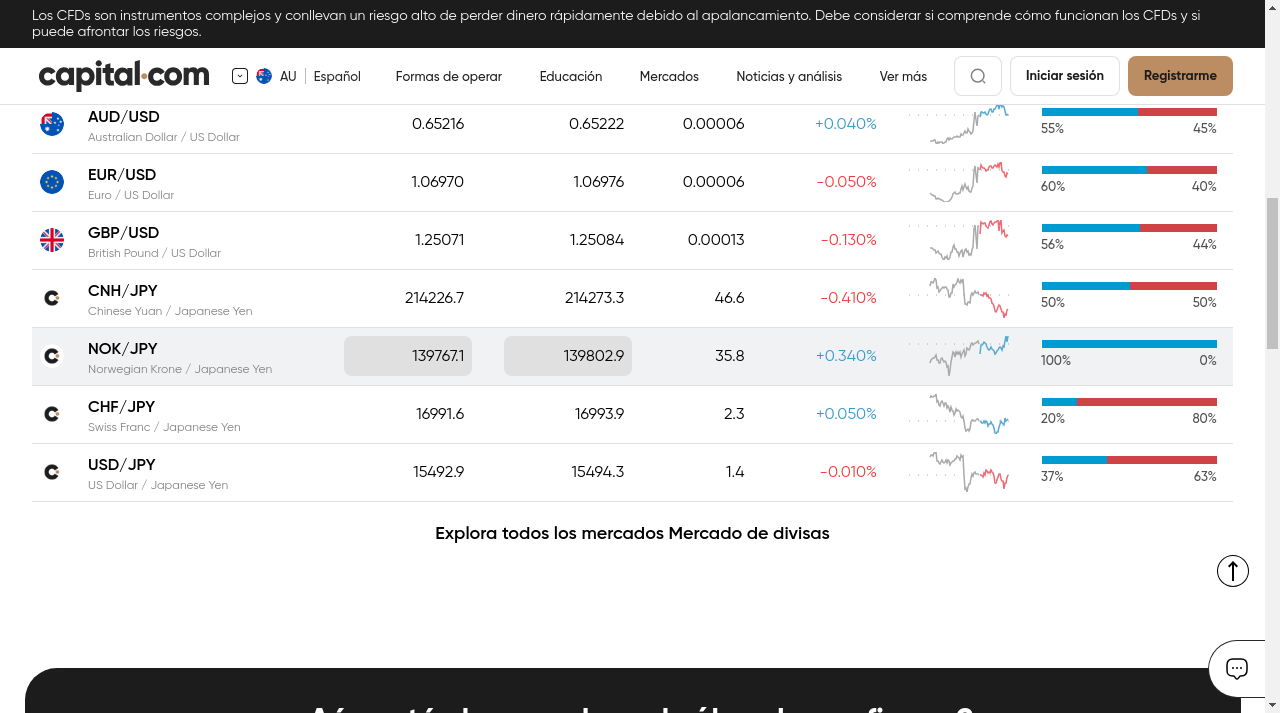 Los CFDs son instrumentos complejos y conllevan un riesgo alto de perder dinero rápidamente debido al apalancamiento. Debe considerar si comprende cómo funcionan los CFDs y si
puede afrontar los riesgos.
capital.com AU Español Formas de operar Educación Mercados Noticias y análisis Ver más Iniciar sesión Registrarme
AUD/USD 0.65216 0.65222 0.00006 +0.040%
Australian Dollar / US Dollar 55% 45%
EUR/USD 1.06970 1.06976 0.00006 -0.050%
Euro / US Dollar 60% 40%
GBP/USD 1.25071 1.25084 0.00013 -0.130%
British Pound / US Dollar 56% 44%
CNH/JPY 214226.7 214273.3 46.6 -0.410%
Chinese Yuan / Japanese Yen 50% 50%
NOK/JPY 139767.1 139802.9 35.8 +0.340%
Norwegian Krone / Japanese Yen 100% 0%
CHF/JPY 16991.6 16993.9 2.3 +0.050%
Swiss Franc / Japanese Yen 20% 80%
USD/JPY 15492.9 15494.3 1.4 -0.010%
US Dollar / Japanese Yen 37% 63%
Explora todos los mercados Mercado de divisas